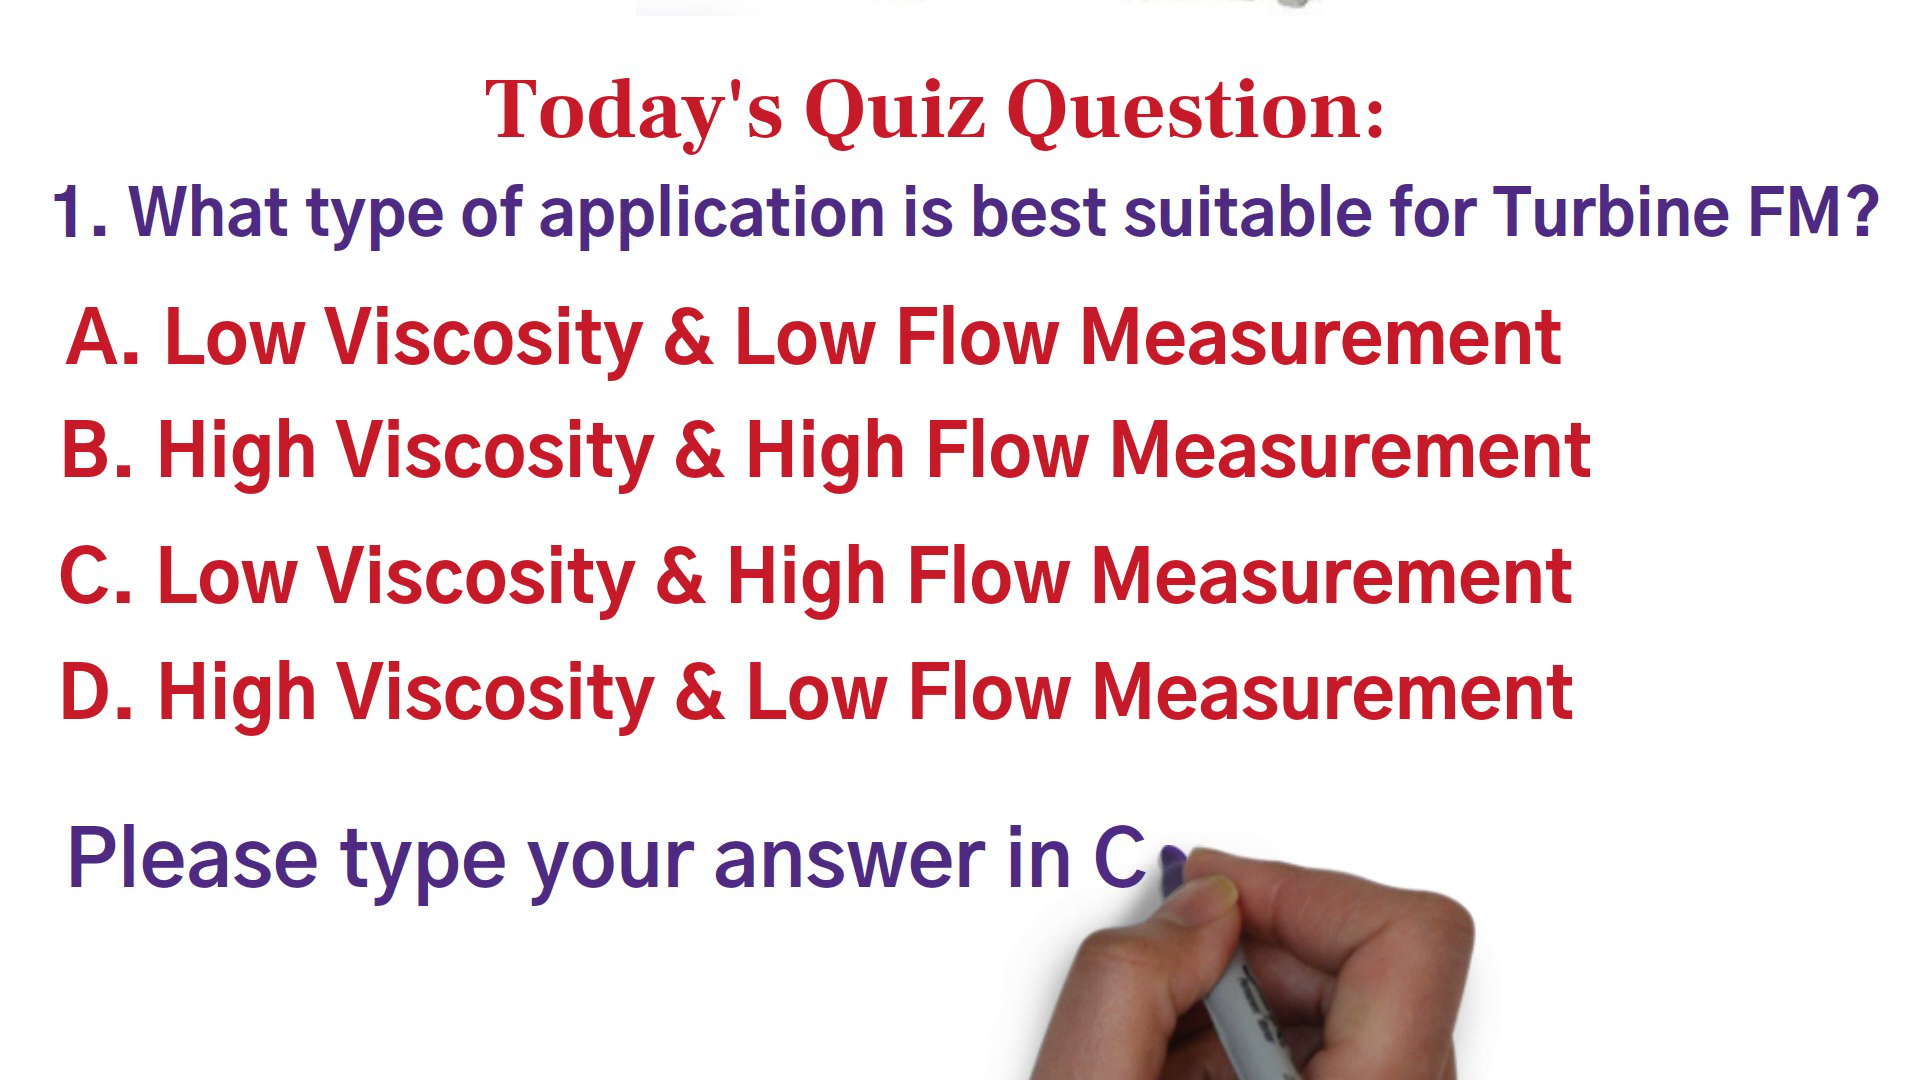 Today's Quiz Question:
1. What type of application is best suitable for Turbine FM?
A. Low Viscosity & Low Flow Measurement
B. High Viscosity & High Flow Measurement
C. Low Viscosity & High Flow Measurement
D. High Viscosity & Low Flow Measurement
Please type your answer in C